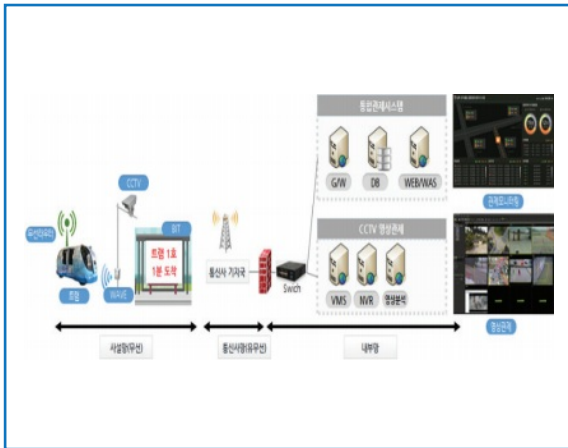 통합관제시스템
G/W
DB
WEB/WAS
관제모니터링
CCTV
무선라우터
BIT
트램 1호
1분 도착
트램
WAVE
통신사 기지국
Swich
CCTV 영상관제
VMS
NVR
영상분석
영상관제
사설망(무선)
통신사망(유무선)
내부망